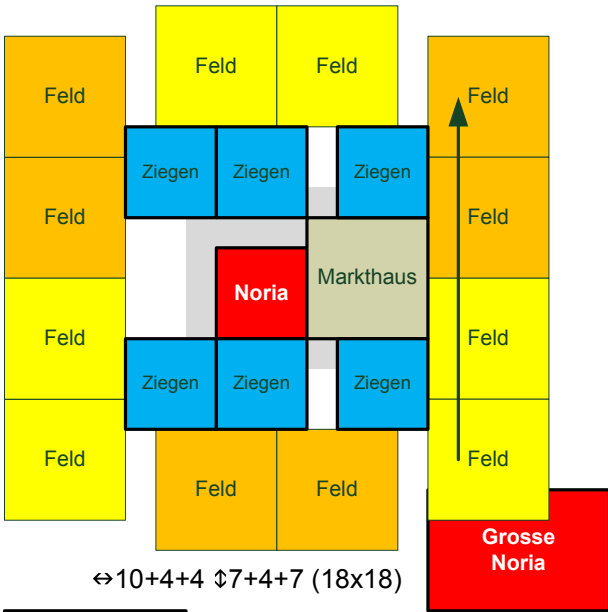 Feld Feld
Feld Feld
Ziegen Ziegen Ziegen
Feld Feld
Noria Markthaus
Feld Feld
Ziegen Ziegen Ziegen
Feld Feld
Feld Feld
Grosse
Noria
⇔10+4+4 ⇕7+4+7 (18x18)